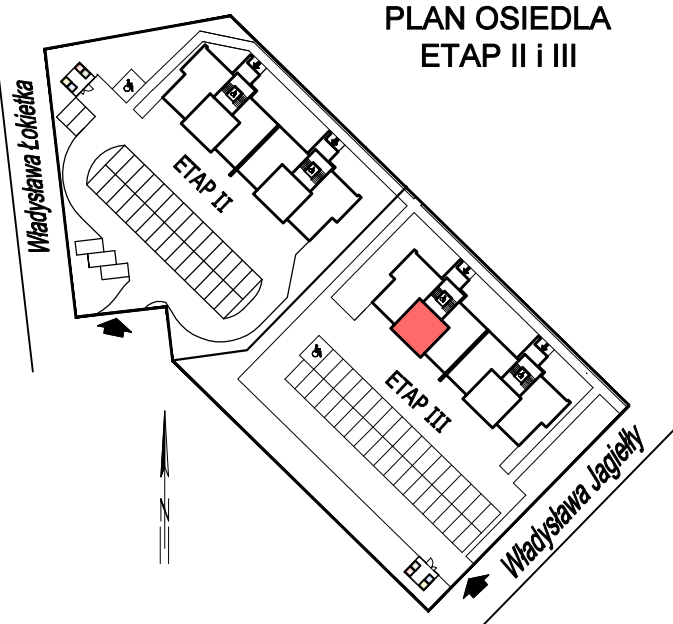 PLAN OSIEDLA
ETAP II i III
Władysława Łokietka
ETAP II
ETAP III
Władysława Jagiełły
N